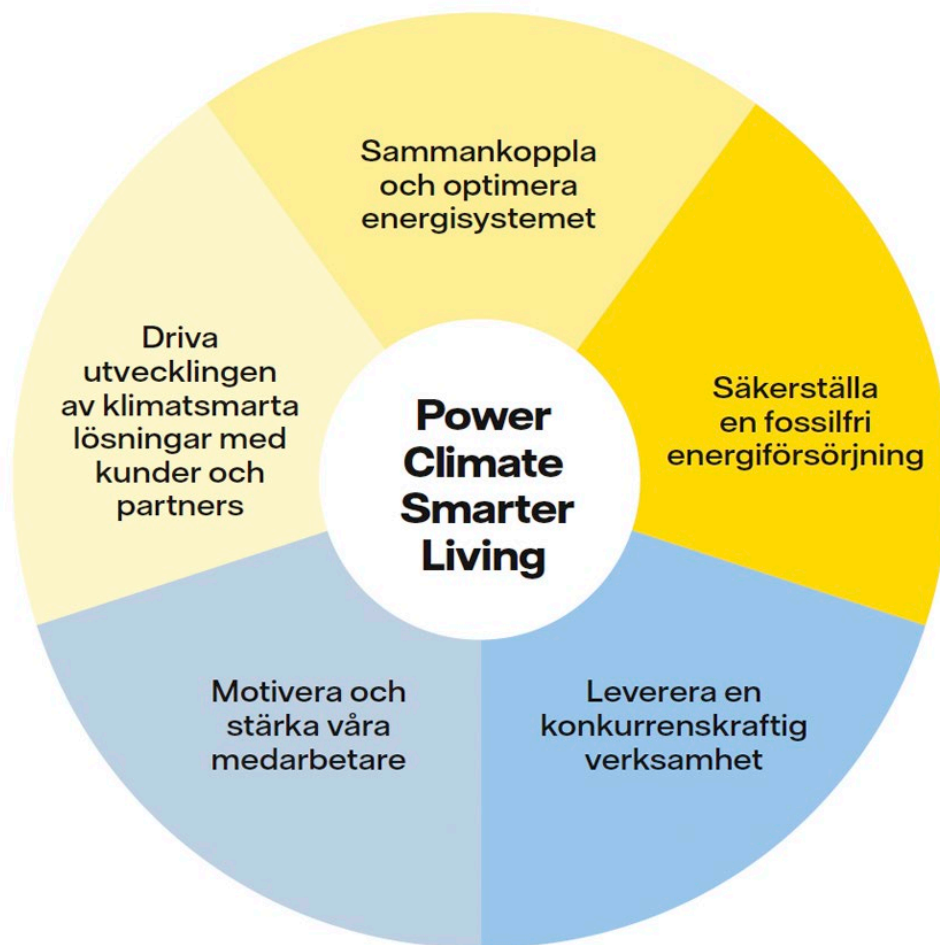 Sammankoppla
och optimera
energisystemet
Säkerställa
en fossilfri
energiförsörjning
Leverera en
konkurrenskraftig
verksamhet
Motivera och
stärka våra
medarbetare
Driva
utvecklingen
av klimatsmarta
lösningar med
kunder och
partners
Power
Climate
Smarter
Living